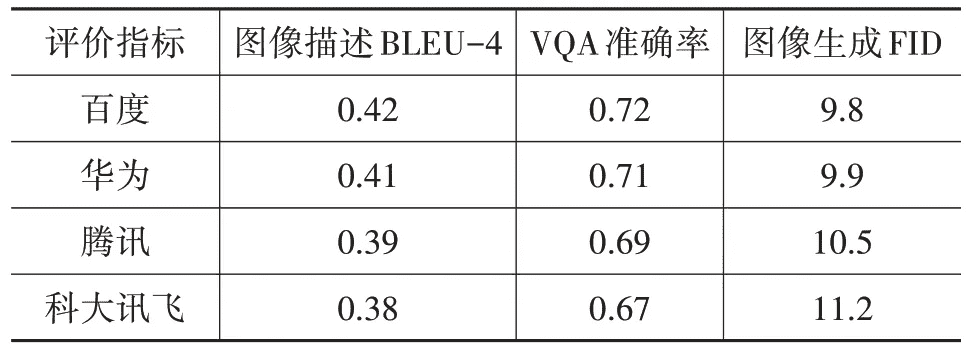 评价指标 图像描述BLEU-4 VQA准确率 图像生成FID
百度 0.42 0.72 9.8
华为 0.41 0.71 9.9
腾讯 0.39 0.69 10.5
科大讯飞 0.38 0.67 11.2